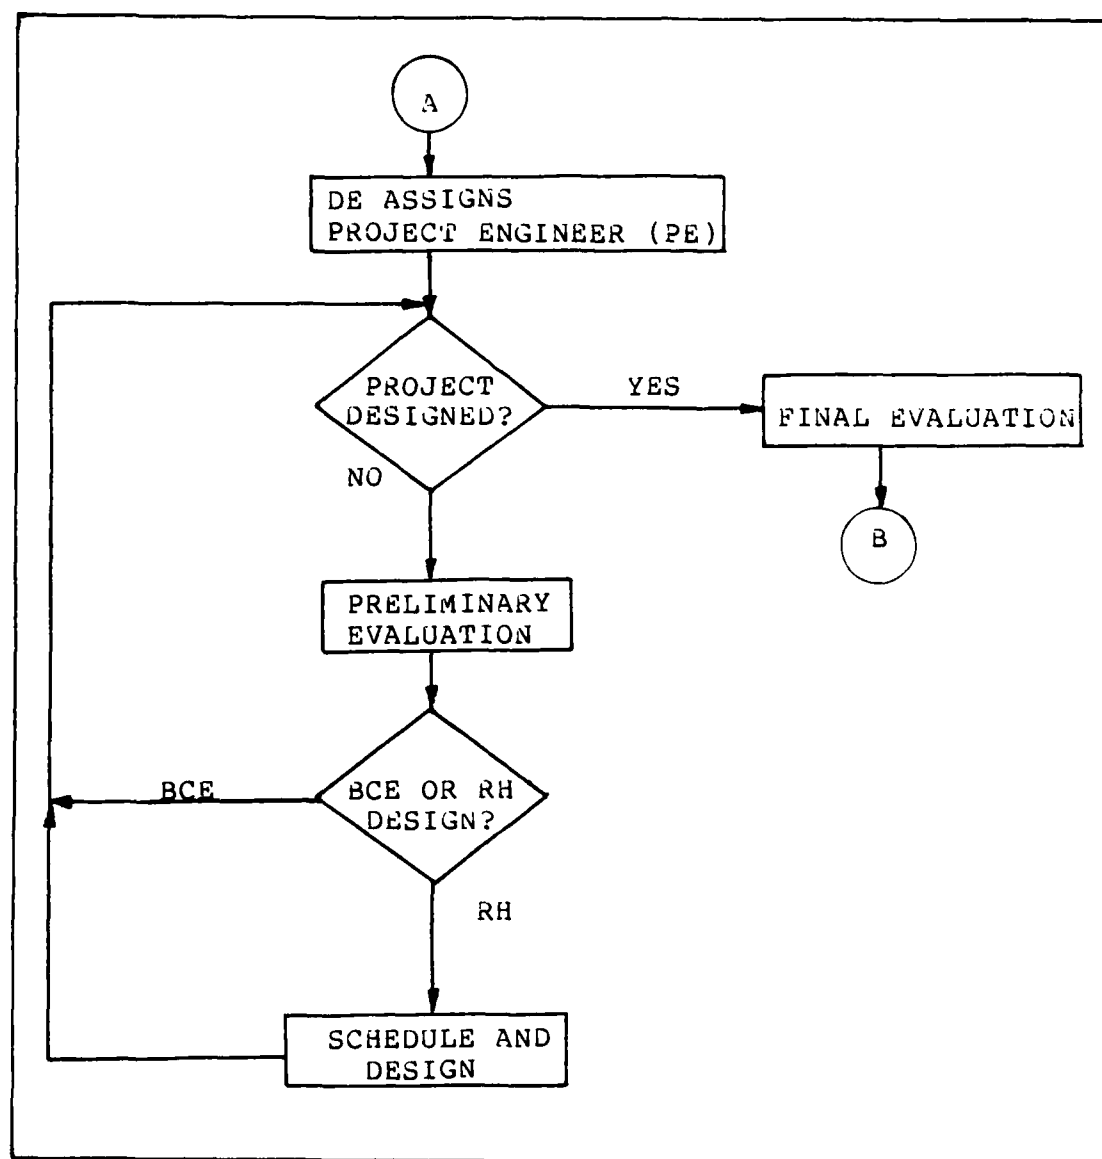 A
DE ASSIGNS
PROJECT ENGINEER (PE)
PROJECT
DESIGNED?
YES
FINAL EVALUATION
NO
B
PRELIMINARY
EVALUATION
BCE
BCE OR RH
DESIGN?
RH
SCHEDULE AND
DESIGN